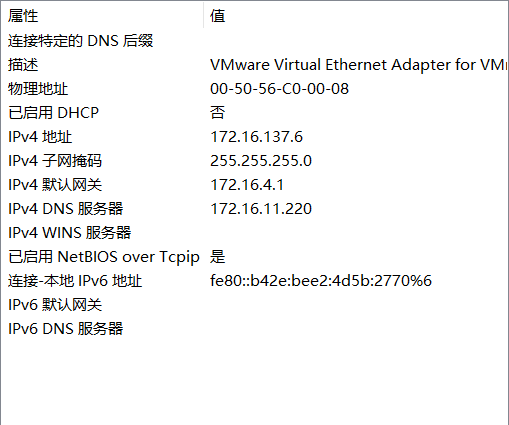 属性 值
连接特定的 DNS 后缀
描述 VMware Virtual Ethernet Adapter for VMn
物理地址 00-50-56-C0-00-08
已启用 DHCP 否
IPv4 地址 172.16.137.6
IPv4 子网掩码 255.255.255.0
IPv4 默认网关 172.16.4.1
IPv4 DNS 服务器 172.16.11.220
IPv4 WINS 服务器
已启用 NetBIOS over Tcpip 是
连接-本地 IPv6 地址 fe80::b42e:bee2:4d5b:2770%6
IPv6 默认网关
IPv6 DNS 服务器